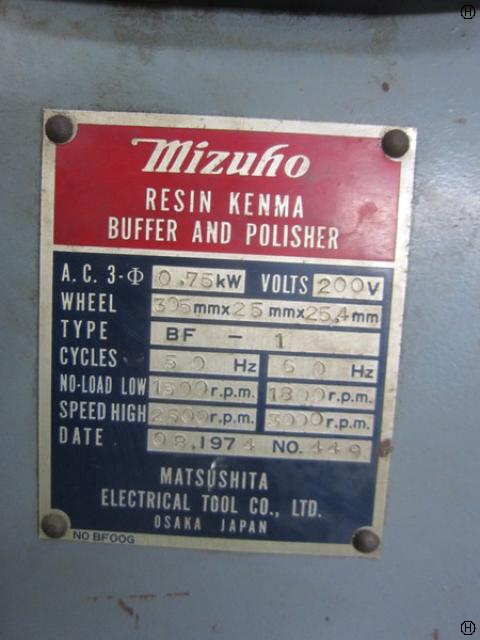 Mizuho
RESIN KENMA
BUFFER AND POLISHER
A.C. 3-Φ 0.75kW VOLTS 200V
WHEEL 305mmx25mmx25.4mm
TYPE BF - 1
CYCLES 50 Hz 60 Hz
NO-LOAD LOW 1500r.p.m. 1800r.p.m.
SPEED HIGH 2500r.p.m. 3000r.p.m.
DATE 08.1974 NO. 449
MATSUSHITA
ELECTRICAL TOOL CO., LTD.
OSAKA JAPAN
NO BF00G
H
H